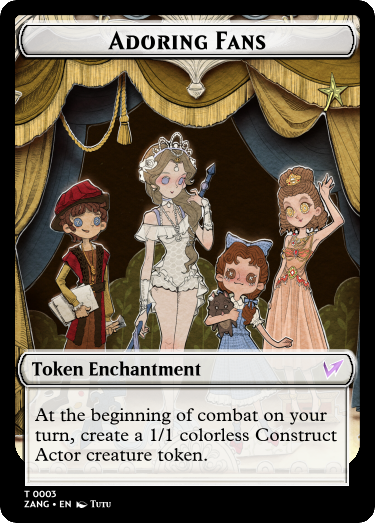 Adoring Fans
Token Enchantment
At the beginning of combat on your
turn, create a 1/1 colorless Construct
Actor creature token.
T 0003
ZANG • EN Tutu